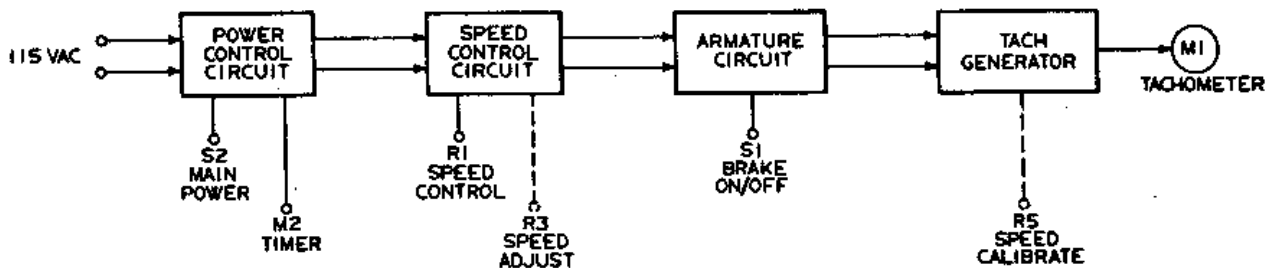 115 VAC
POWER
CONTROL
CIRCUIT
SPEED
CONTROL
CIRCUIT
ARMATURE
CIRCUIT
TACH
GENERATOR
M1
TACHOMETER
S2
MAIN
POWER
M2
TIMER
R1
SPEED
CONTROL
R3
SPEED
ADJUST
S1
BRAKE
ON/OFF
R5
SPEED
CALIBRATE